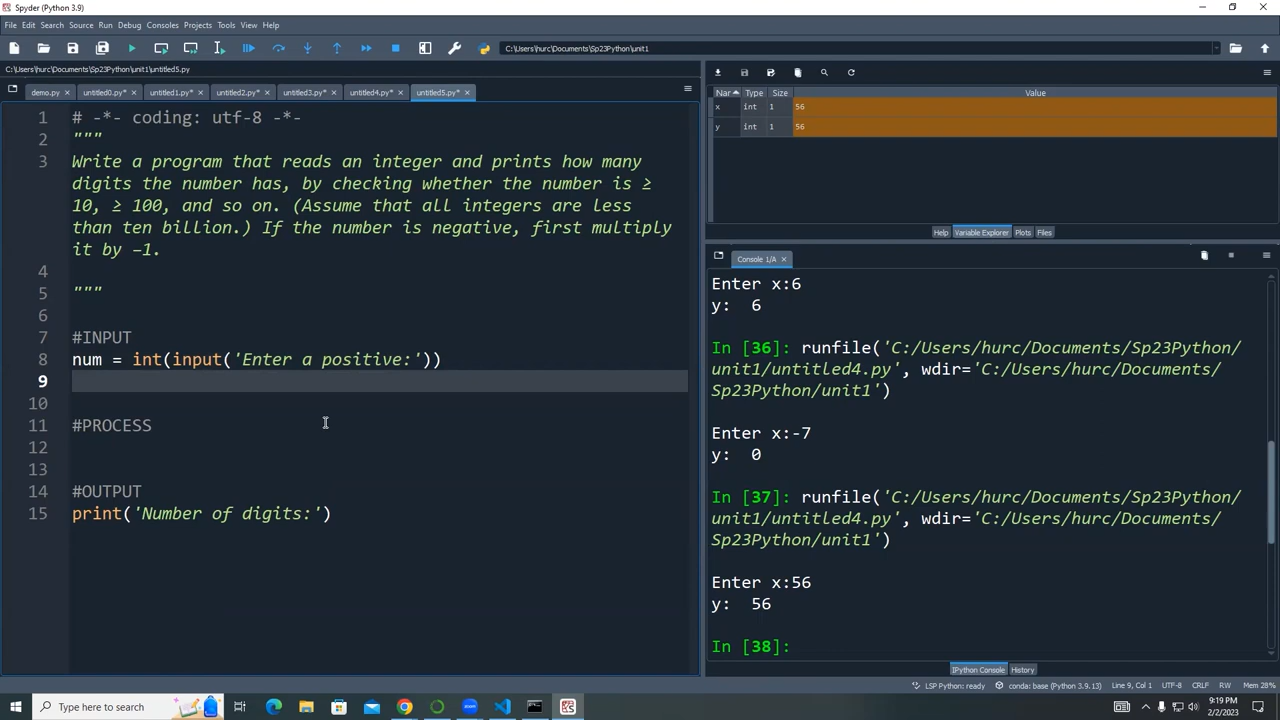 Spyder (Python 3.9)
File Edit Search Source Run Debug Consoles Projects Tools View Help
C:\Users\hurc\Documents\Sp23Python\unit1
C:\Users\hurc\Documents\Sp23Python\unit1\untitled5.py
demo.py untitled0.py* untitled1.py* untitled2.py* untitled3.py* untitled4.py* untitled5.py*
1 # -*- coding: utf-8 -*-
2 """
3 Write a program that reads an integer and prints how many
digits the number has, by checking whether the number is ≥
10, ≥ 100, and so on. (Assume that all integers are less
than ten billion.) If the number is negative, first multiply
it by −1.
4
5 """
6
7 #INPUT
8 num = int(input('Enter a positive:'))
9
10
11 #PROCESS
12
13
14 #OUTPUT
15 print('Number of digits:')
Nar Type Size Value
x int 1 56
y int 1 56
Help Variable Explorer Plots Files
Console 1/A
Enter x:6
y:  6
In [36]: runfile('C:/Users/hurc/Documents/Sp23Python/
unit1/untitled4.py', wdir='C:/Users/hurc/Documents/
Sp23Python/unit1')
Enter x:-7
y:  0
In [37]: runfile('C:/Users/hurc/Documents/Sp23Python/
unit1/untitled4.py', wdir='C:/Users/hurc/Documents/
Sp23Python/unit1')
Enter x:56
y:  56
In [38]:
IPython Console History
LSP Python: ready conda: base (Python 3.9.13) Line 9, Col 1 UTF-8 CRLF RW Mem 28%
Type here to search
9:19 PM
2/2/2023